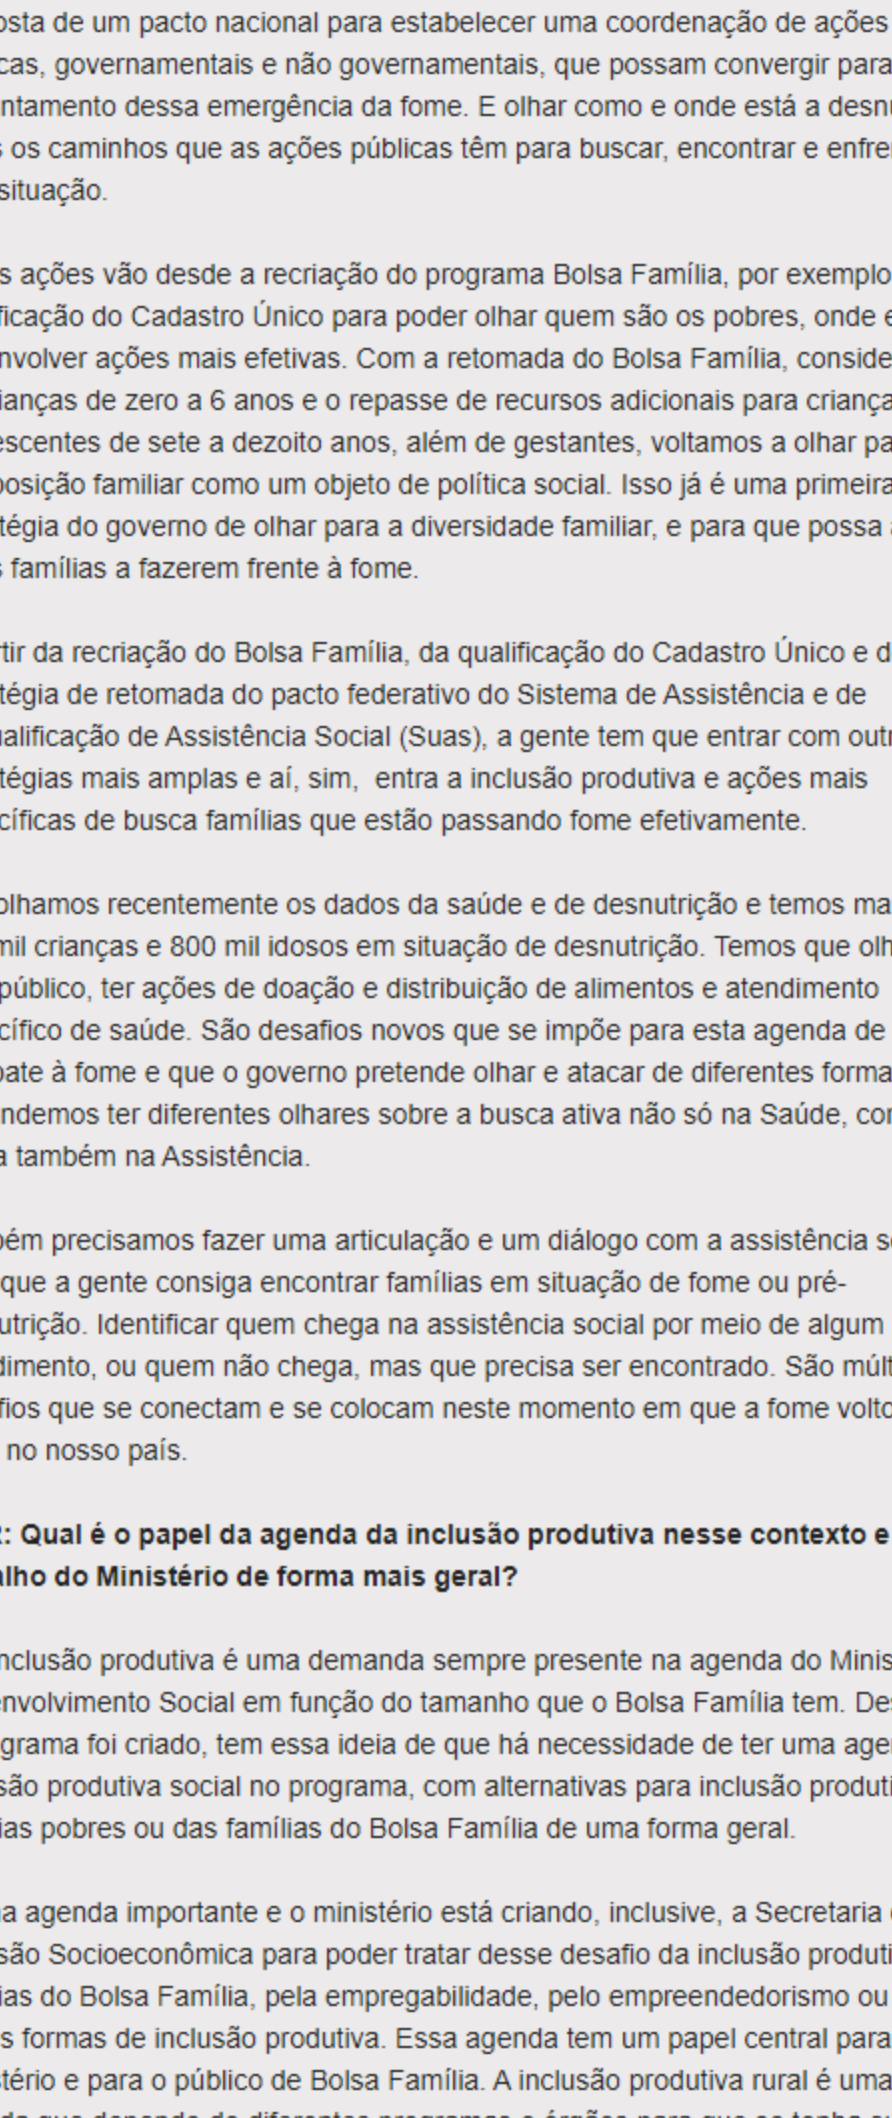 osta de um pacto nacional para estabelecer uma coordenação de ações
cas, governamentais e não governamentais, que possam convergir para
ntamento dessa emergência da fome. E olhar como e onde está a desnu
s os caminhos que as ações públicas têm para buscar, encontrar e enfre
situação.
s ações vão desde a recriação do programa Bolsa Família, por exemplo
ficação do Cadastro Único para poder olhar quem são os pobres, onde e
nvolver ações mais efetivas. Com a retomada do Bolsa Família, conside
ianças de zero a 6 anos e o repasse de recursos adicionais para criança
escentes de sete a dezoito anos, além de gestantes, voltamos a olhar pa
posição familiar como um objeto de política social. Isso já é uma primeira
tégia do governo de olhar para a diversidade familiar, e para que possa a
s famílias a fazerem frente à fome.
rtir da recriação do Bolsa Família, da qualificação do Cadastro Único e d
tégia de retomada do pacto federativo do Sistema de Assistência e de
ualificação de Assistência Social (Suas), a gente tem que entrar com outr
tégias mais amplas e aí, sim, entra a inclusão produtiva e ações mais
cíficas de busca famílias que estão passando fome efetivamente.
olhamos recentemente os dados da saúde e de desnutrição e temos ma
mil crianças e 800 mil idosos em situação de desnutrição. Temos que olh
público, ter ações de doação e distribuição de alimentos e atendimento
cífico de saúde. São desafios novos que se impõe para esta agenda de
bate à fome e que o governo pretende olhar e atacar de diferentes forma
ndemos ter diferentes olhares sobre a busca ativa não só na Saúde, cor
a também na Assistência.
bém precisamos fazer uma articulação e um diálogo com a assistência s
que a gente consiga encontrar famílias em situação de fome ou pré-
utrição. Identificar quem chega na assistência social por meio de algum
dimento, ou quem não chega, mas que precisa ser encontrado. São múlt
fios que se conectam e se colocam neste momento em que a fome volto
no nosso país.
: Qual é o papel da agenda da inclusão produtiva nesse contexto e
alho do Ministério de forma mais geral?
nclusão produtiva é uma demanda sempre presente na agenda do Minis
envolvimento Social em função do tamanho que o Bolsa Família tem. Des
grama foi criado, tem essa ideia de que há necessidade de ter uma age
são produtiva social no programa, com alternativas para inclusão produti
ias pobres ou das famílias do Bolsa Família de uma forma geral.
a agenda importante e o ministério está criando, inclusive, a Secretaria
são Socioeconômica para poder tratar desse desafio da inclusão produti
ias do Bolsa Família, pela empregabilidade, pelo empreendedorismo ou
s formas de inclusão produtiva. Essa agenda tem um papel central para
stério e para o público de Bolsa Família. A inclusão produtiva rural é uma